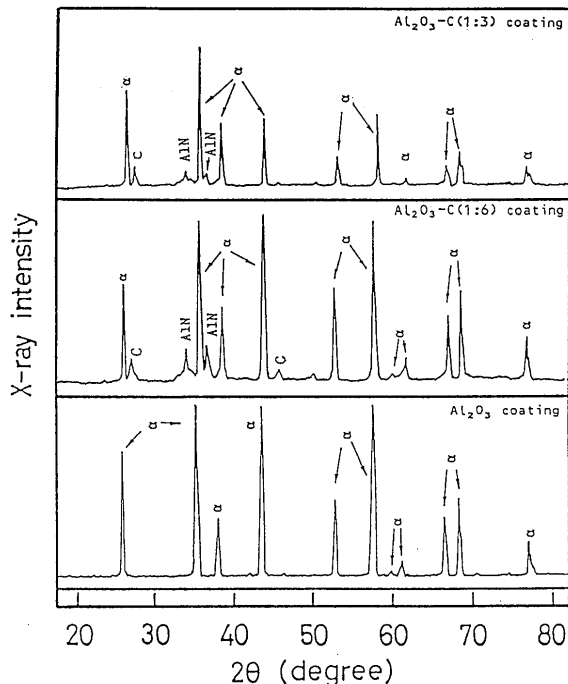 Al₂O₃-C(1:3) coating
α
α
α
α
C
AlN
AlN
α
α
Al₂O₃-C(1:6) coating
α
α
α
α
C
AlN
AlN
C
α
α
Al₂O₃ coating
α
α
α
α
α
α
α
X-ray intensity
20 30 40 50 60 70 80
2θ (degree)